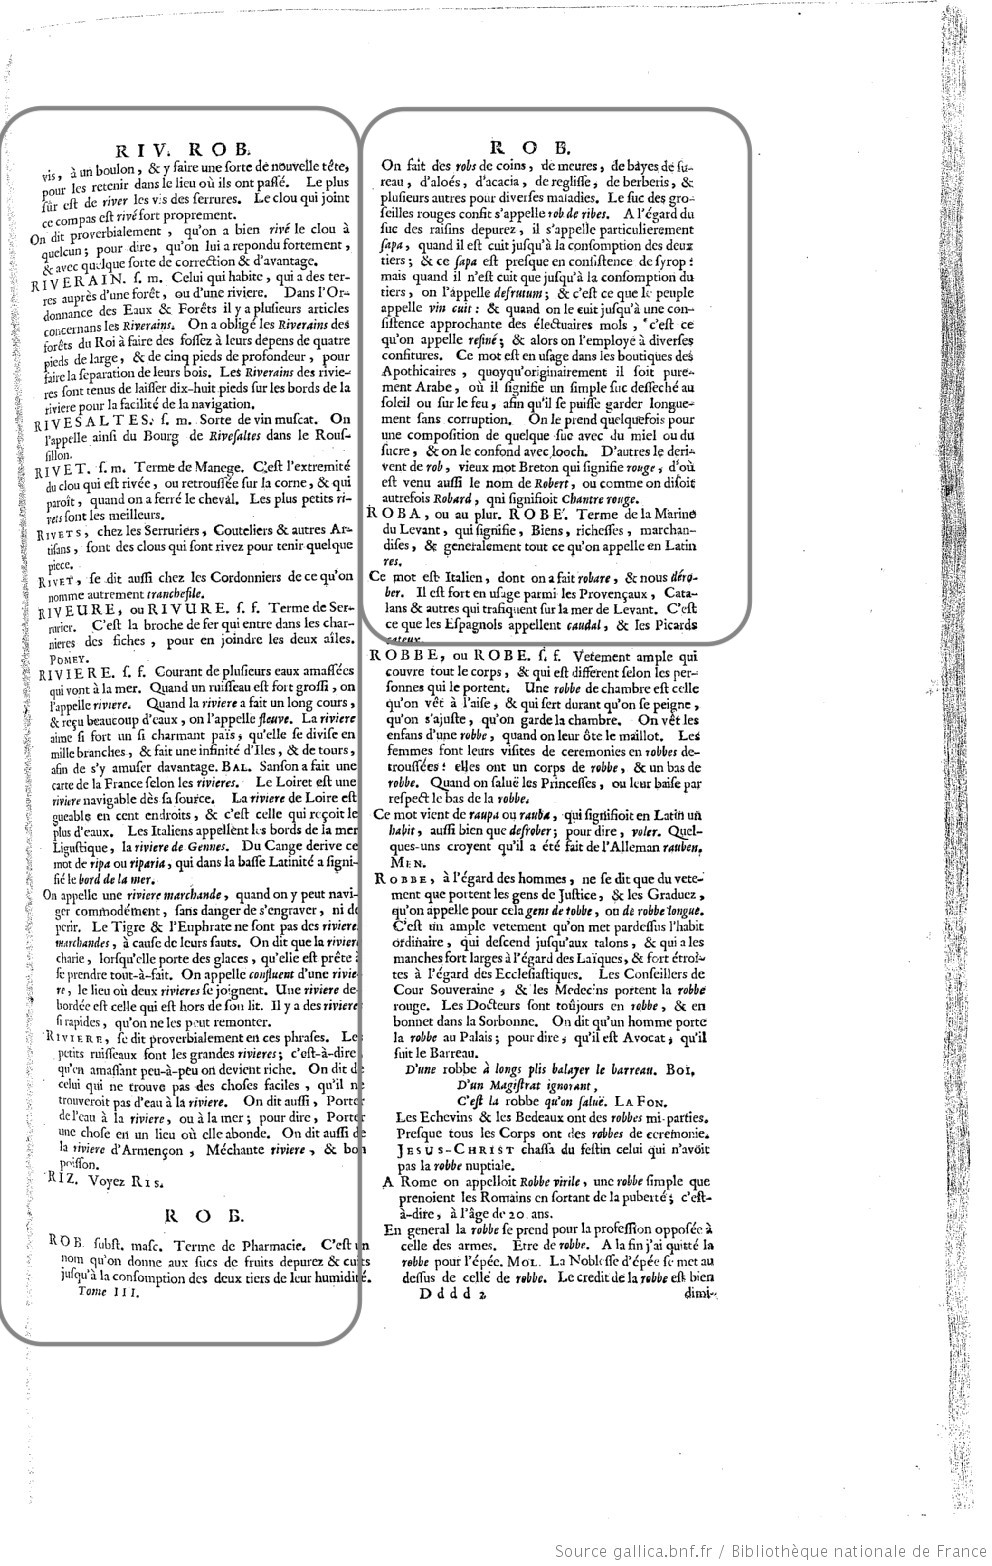 RIV. ROB.
vis, à un boulon, & y faire une sorte de nouvelle tête,
pour les retenir dans le lieu où ils ont passé. Le plus
sûr est de river les vis des serrures. Le clou qui joint
ce compas est rivé fort proprement.
On dit proverbialement, qu'on a bien rivé le clou à
quelcun; pour dire, qu'on lui a repondu fortement,
& avec quelque sorte de correction & d'avantage.
RIVERAIN. s. m. Celui qui habite, qui a des ter-
res auprès d'une forêt, ou d'une riviere. Dans l'Or-
donnance des Eaux & Forêts il y a plusieurs articles
concernans les Riverains. On a obligé les Riverains des
forêts du Roi à faire des fossez à leurs depens de quatre
pieds de large, & de cinq pieds de profondeur, pour
faire la separation de leurs bois. Les Riverains des rivie-
res sont tenus de laisser dix-huit pieds sur les bords de la
riviere pour la facilité de la navigation.
RIVESALTES. s. m. Sorte de vin muscat. On
l'appelle ainsi du Bourg de Rivesaltes dans le Rous-
sillon.
RIVET. s. m. Terme de Manege. C'est l'extremité
du clou qui est rivée, ou retroussée sur la corne, & qui
paroît, quand on a ferré le cheval. Les plus petits ri-
vets sont les meilleurs.
RIVETS, chez les Serruriers, Couteliers & autres Ar-
tisans, sont des clous qui sont rivez pour tenir quelque
piece.
RIVET, se dit aussi chez les Cordonniers de ce qu'on
nomme autrement tranchefile.
RIVEURE, ou RIVURE. s. f. Terme de Ser-
rurier. C'est la broche de fer qui entre dans les char-
nieres des fiches, pour en joindre les deux aîles.
POMEY.
RIVIERE. s. f. Courant de plusieurs eaux amassées
qui vont à la mer. Quand un ruisseau est fort grossi, on
l'appelle riviere. Quand la riviere a fait un long cours,
& reçu beaucoup d'eaux, on l'appelle fleuve. La riviere
aime si fort un si charmant païs, qu'elle se divise en
mille branches, & fait une infinité d'Iles, & de tours,
afin de s'y amuser davantage. BAL. Sanson a fait une
carte de la France selon les rivieres. Le Loiret est une
riviere navigable dès sa source. La riviere de Loire est
gueable en cent endroits, & c'est celle qui reçoit le
plus d'eaux. Les Italiens appellent les bords de la mer
Ligustique, la riviere de Gennes. Du Cange derive ce
mot de ripa ou riparia, qui dans la basse Latinité a signi-
fié le bord de la mer.
On appelle une riviere marchande, quand on y peut navi-
ger commodément, sans danger de s'engraver, ni de
perir. Le Tigre & l'Euphrate ne sont pas des riviere
marchandes, à cause de leurs sauts. On dit que la rivier
charie, lorsqu'elle porte des glaces, qu'elle est prête
se prendre tout-à-fait. On appelle confluent d'une rivie
re, le lieu où deux rivieres se joignent. Une riviere de-
bordée est celle qui est hors de son lit. Il y a des riviere
si rapides, qu'on ne les peut remonter.
RIVIERE, se dit proverbialement en ces phrases. Le
petits ruisseaux font les grandes rivieres; c'est-à-dire
qu'en amassant peu-à-peu on devient riche. On dit de
celui qui ne trouve pas des choses faciles, qu'il ne
trouveroit pas d'eau à la riviere. On dit aussi, Porter
de l'eau à la riviere, ou à la mer; pour dire, Porter
une chose en un lieu où elle abonde. On dit aussi de
la riviere d'Armençon, Méchante riviere, & bon
poisson.
RIZ. Voyez RIS.
ROB.
ROB. subst. masc. Terme de Pharmacie. C'est un
nom qu'on donne aux sucs de fruits depurez & cuits
jusqu'à la consomption des deux tiers de leur humidité.
Tome III.
ROB.
On fait des robs de coins, de meures, de bayes de su-
reau, d'aloés, d'acacia, de reglisse, de berberis, &
plusieurs autres pour diverses maladies. Le suc des gro-
seilles rouges confit s'appelle rob de ribes. A l'égard du
suc des raisins depurez, il s'appelle particulierement
sapa, quand il est cuit jusqu'à la consomption des deux
tiers; & ce sapa est presque en consistence de syrop:
mais quand il n'est cuit que jusqu'à la consomption du
tiers, on l'appelle defrutum; & c'est ce que le peuple
appelle vin cuit: & quand on le cuit jusqu'à une con-
sistence approchante des électuaires mols, c'est ce
qu'on appelle resiné; & alors on l'employe à diverses
confitures. Ce mot est en usage dans les boutiques des
Apothicaires, quoyqu'originairement il soit pure-
ment Arabe, où il signifie un simple suc desseché au
soleil ou sur le feu, afin qu'il se puisse garder longue-
ment sans corruption. On le prend quelquefois pour
une composition de quelque suc avec du miel ou du
sucre, & on le confond avec looch. D'autres le deri-
vent de rob, vieux mot Breton qui signifie rouge, d'où
est venu aussi le nom de Robert, ou comme on disoit
autrefois Robard, qui signifioit Chantre rouge.
ROBA, ou au plur. ROBE'. Terme de la Marine
du Levant, qui signifie, Biens, richesses, marchan-
dises, & generalement tout ce qu'on appelle en Latin
res.
Ce mot est Italien, dont on a fait robare, & nous déro-
ber. Il est fort en usage parmi les Provençaux, Cata-
lans & autres qui trafiquent sur la mer de Levant. C'est
ce que les Espagnols appellent caudal, & les Picards
cateux.
ROBBE, ou ROBE. s. f. Vetement ample qui
couvre tout le corps, & qui est different selon les per-
sonnes qui le portent. Une robbe de chambre est celle
qu'on vêt à l'aise, & qui sert durant qu'on se peigne,
qu'on s'ajuste, qu'on garde la chambre. On vêt les
enfans d'une robbe, quand on leur ôte le maillot. Les
femmes font leurs visites de ceremonies en robbes de-
troussées: elles ont un corps de robbe, & un bas de
robbe. Quand on saluë les Princesses, ou leur baise par
respect le bas de la robbe.
Ce mot vient de raupa ou rauba, qui signifioit en Latin un
habit, aussi bien que desrober; pour dire, voler. Quel-
ques-uns croyent qu'il a été fait de l'Alleman rauben.
MEN.
ROBBE, à l'égard des hommes, ne se dit que du vete-
ment que portent les gens de Justice, & les Graduez,
qu'on appelle pour cela gens de robbe, ou de robbe longue.
C'est un ample vetement qu'on met pardessus l'habit
ordinaire, qui descend jusqu'aux talons, & qui a les
manches fort larges à l'égard des Laïques, & fort étroi-
tes à l'égard des Ecclesiastiques. Les Conseillers de
Cour Souveraine, & les Medecins portent la robbe
rouge. Les Docteurs sont toûjours en robbe, & en
bonnet dans la Sorbonne. On dit qu'un homme porte
la robbe au Palais; pour dire, qu'il est Avocat, qu'il
suit le Barreau.
D'une robbe à longs plis balayer le barreau. BOI.
D'un Magistrat ignorant,
C'est la robbe qu'on saluë. LA FON.
Les Echevins & les Bedeaux ont des robbes mi-parties.
Presque tous les Corps ont des robbes de ceremonie.
JESUS-CHRIST chassa du festin celui qui n'avoit
pas la robbe nuptiale.
A Rome on appelloit Robbe virile, une robbe simple que
prenoient les Romains en sortant de la puberté; c'est-
à-dire, à l'âge de 20 ans.
En general la robbe se prend pour la profession opposée à
celle des armes. Etre de robbe. A la fin j'ai quitté la
robbe pour l'épée. MOL. La Noblesse d'épée se met au
dessus de celle de robbe. Le credit de la robbe est bien
Dddd 2
dimi-
Source gallica.bnf.fr / Bibliothèque nationale de France